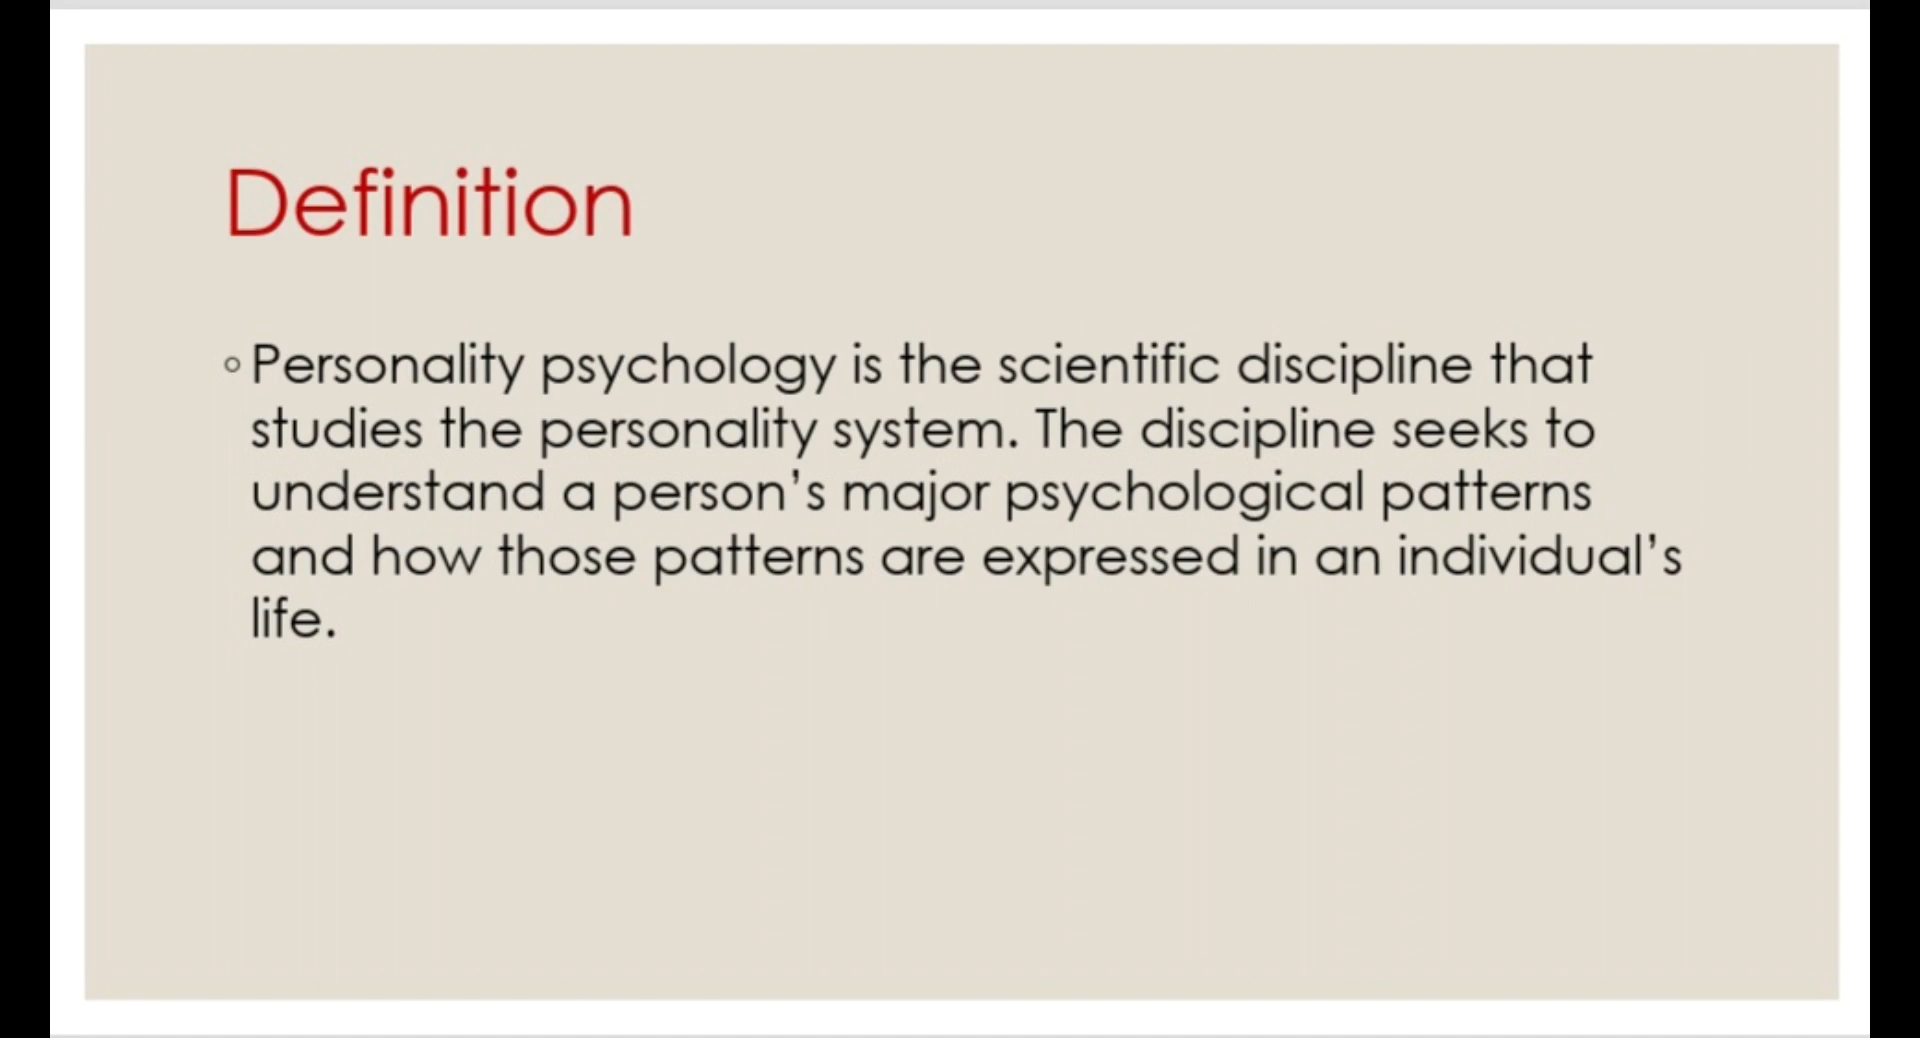 Definition
◦ Personality psychology is the scientific discipline that
studies the personality system. The discipline seeks to
understand a person’s major psychological patterns
and how those patterns are expressed in an individual’s
life.